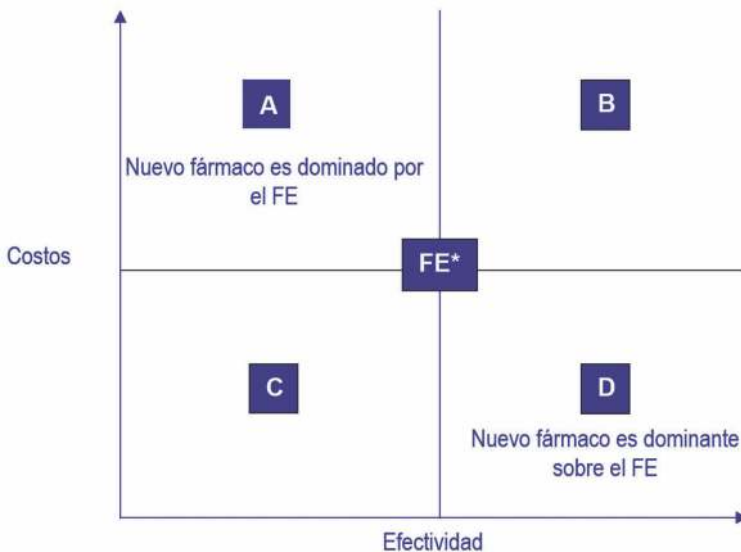 A
B
Nuevo fármaco es dominado por
el FE
Costos
FE*
C
D
Nuevo fármaco es dominante
sobre el FE
Efectividad